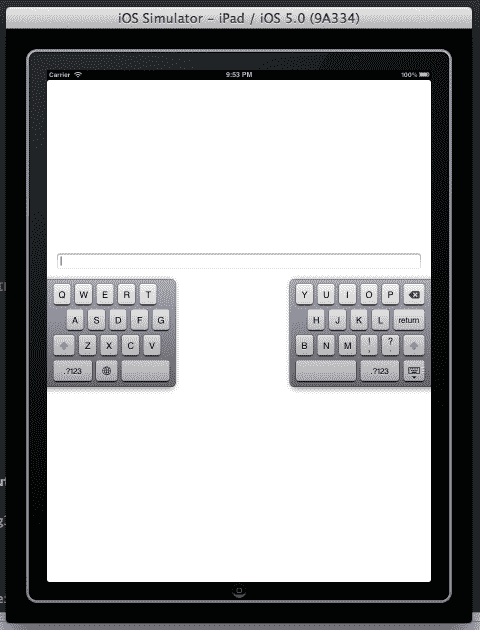 iOS Simulator - iPad / iOS 5.0 (9A334)
Carrier 9:53 PM 100%
Q W E R T Y U I O P
A S D F G H J K L return
Z X C V B N M ! , ? .
.?123 .?123